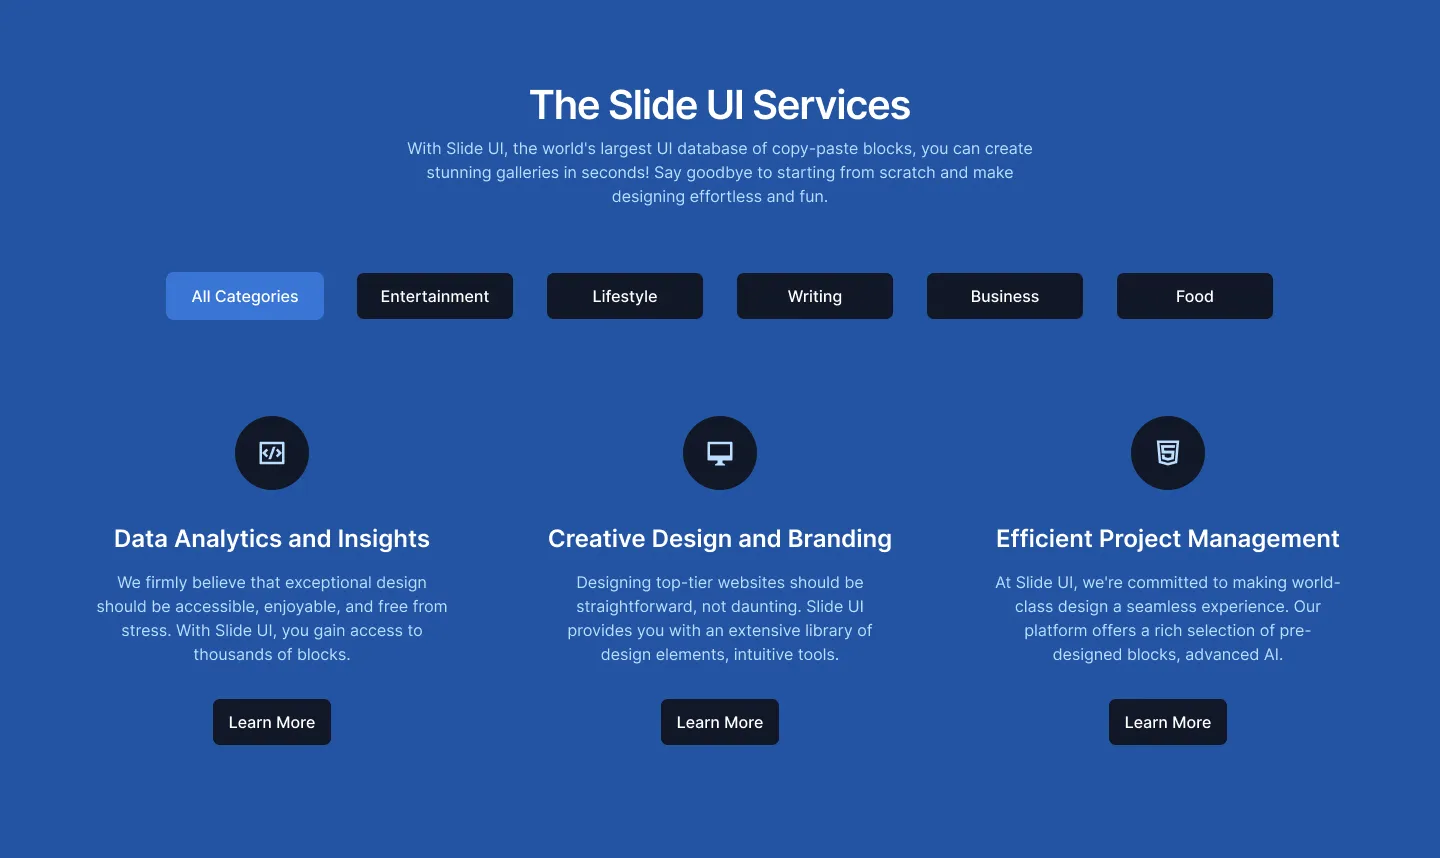 The Slide UI Services
With Slide UI, the world's largest UI database of copy-paste blocks, you can create
stunning galleries in seconds! Say goodbye to starting from scratch and make
designing effortless and fun.
All Categories
Entertainment
Lifestyle
Writing
Business
Food
Data Analytics and Insights
We firmly believe that exceptional design
should be accessible, enjoyable, and free from
stress. With Slide UI, you gain access to
thousands of blocks.
Learn More
Creative Design and Branding
Designing top-tier websites should be
straightforward, not daunting. Slide UI
provides you with an extensive library of
design elements, intuitive tools.
Learn More
Efficient Project Management
At Slide UI, we're committed to making world-
class design a seamless experience. Our
platform offers a rich selection of pre-
designed blocks, advanced AI.
Learn More